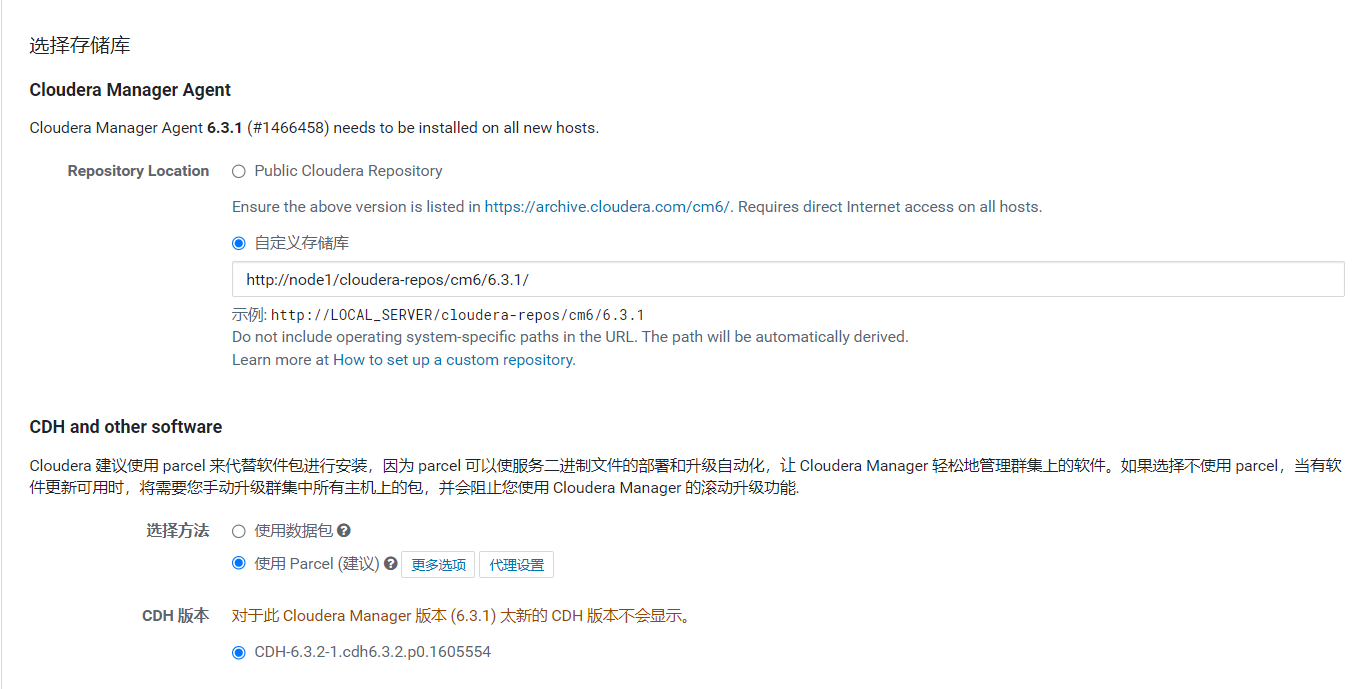 选择存储库
Cloudera Manager Agent
Cloudera Manager Agent 6.3.1 (#1466458) needs to be installed on all new hosts.
Repository Location
Public Cloudera Repository
Ensure the above version is listed in https://archive.cloudera.com/cm6/. Requires direct Internet access on all hosts.
自定义存储库
http://node1/cloudera-repos/cm6/6.3.1/
示例: http://LOCAL_SERVER/cloudera-repos/cm6/6.3.1
Do not include operating system-specific paths in the URL. The path will be automatically derived.
Learn more at How to set up a custom repository.
CDH and other software
Cloudera 建议使用 parcel 来代替软件包进行安装，因为 parcel 可以使服务二进制文件的部署和升级自动化，让 Cloudera Manager 轻松地管理群集上的软件。如果选择不使用 parcel，当有软
件更新可用时，将需要您手动升级群集中所有主机上的包，并会阻止您使用 Cloudera Manager 的滚动升级功能.
选择方法
使用数据包 ?
使用 Parcel (建议) ? 更多选项 代理设置
CDH 版本
对于此 Cloudera Manager 版本 (6.3.1) 太新的 CDH 版本不会显示。
CDH-6.3.2-1.cdh6.3.2.p0.1605554